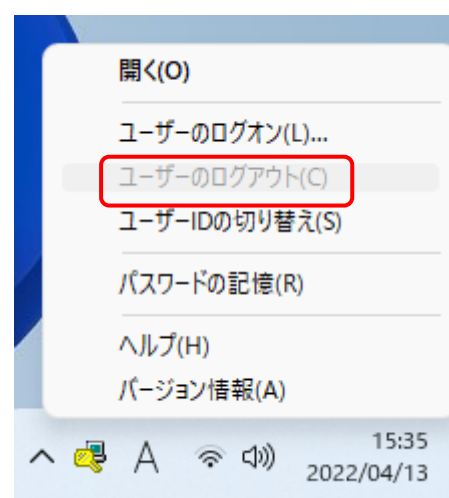 開く(O)
ユーザーのログオン(L)...
ユーザーのログアウト(C)
ユーザーIDの切り替え(S)
パスワードの記憶(R)
ヘルプ(H)
バージョン情報(A)
A
15:35
2022/04/13